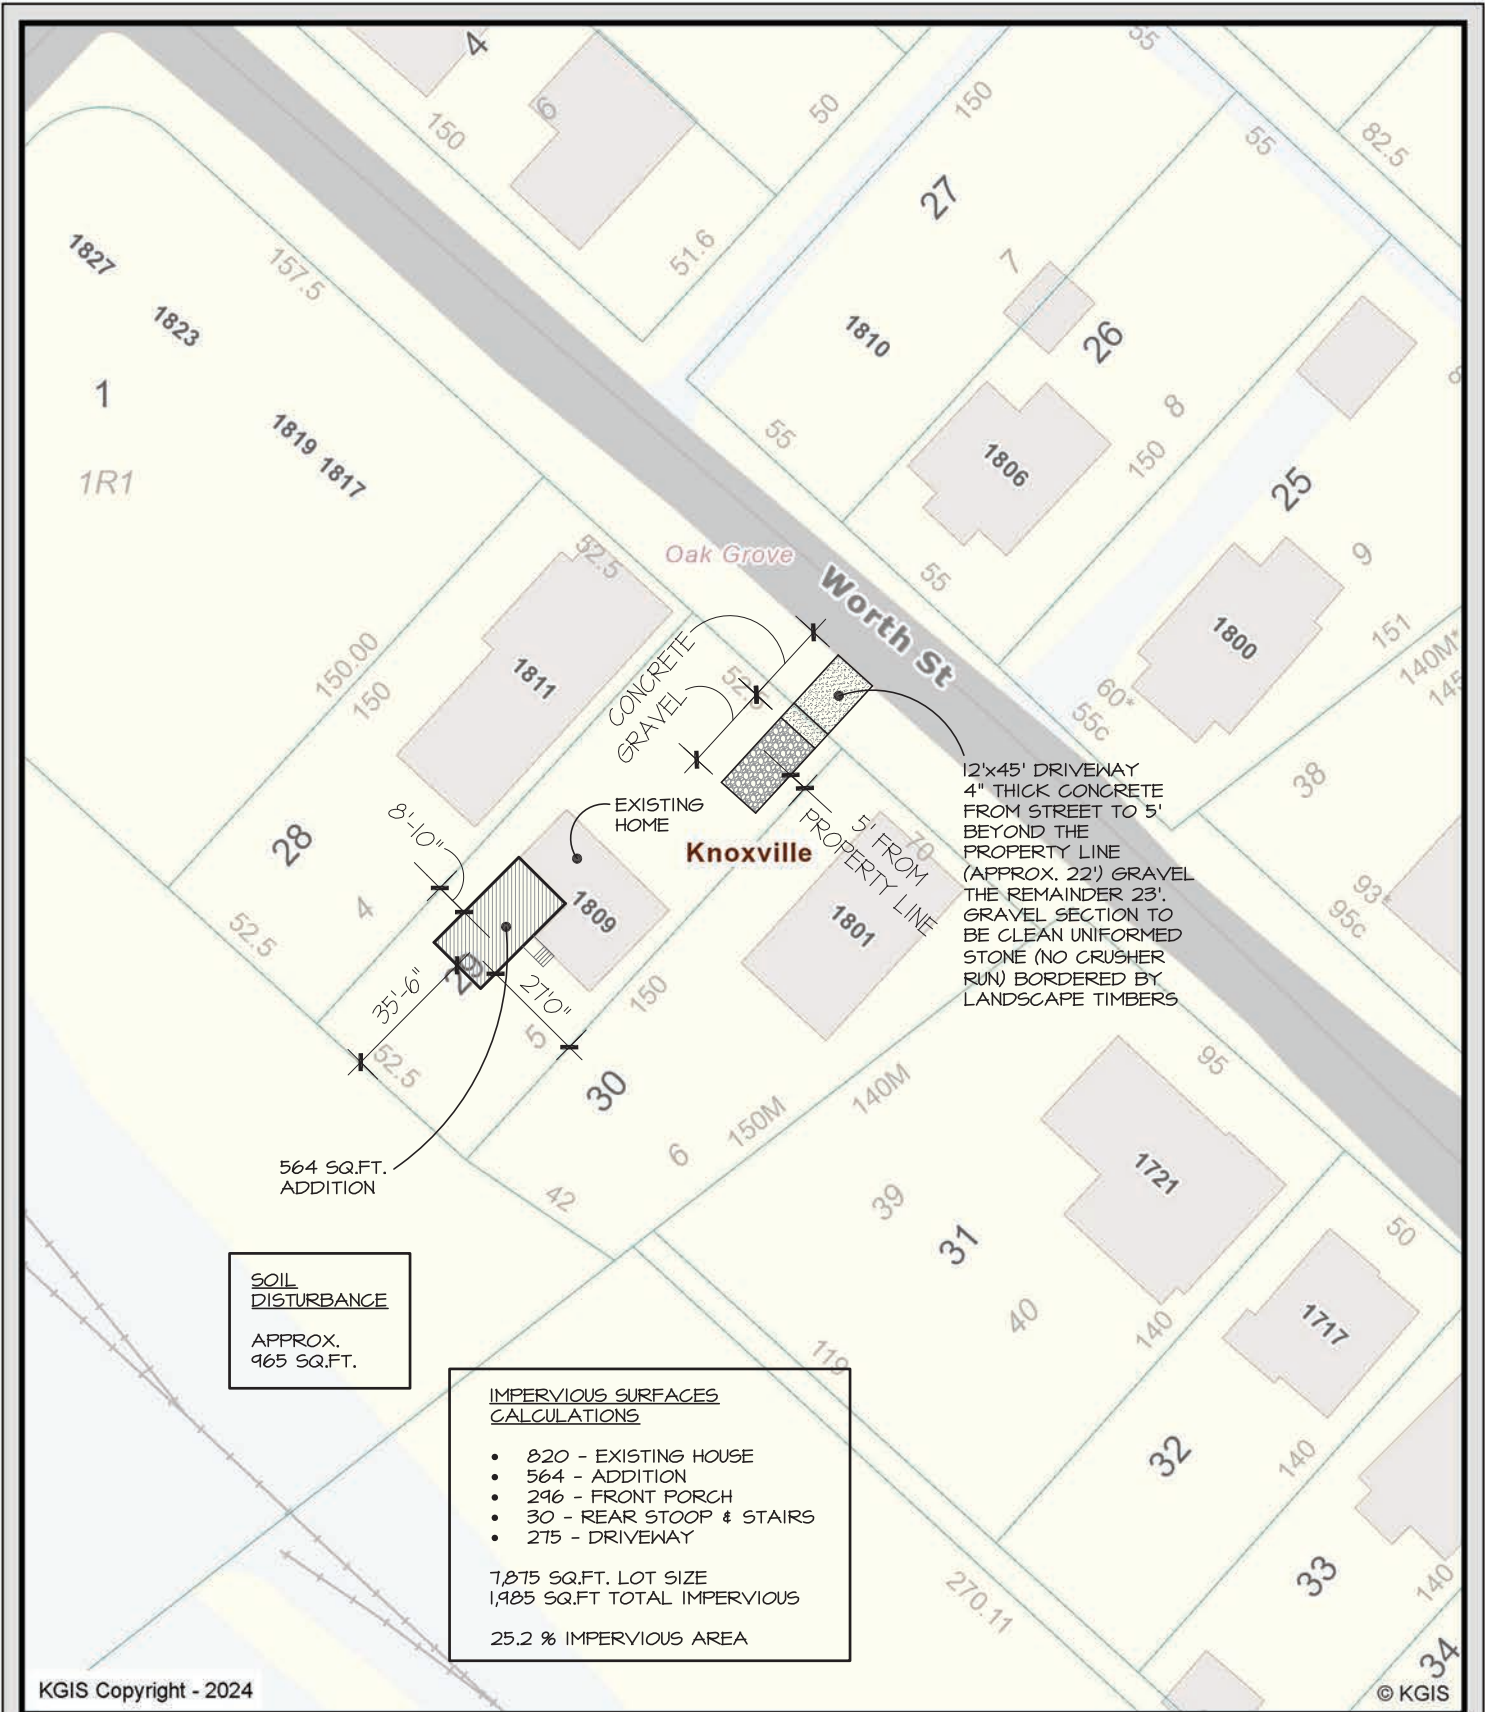 4
150
6
50
150
55
55
82.5
27
51.6
7
1827
157.5
1823
1810
26
1
8
8
1819 1817
55
1806
150
1R1
25
Oak Grove
52.5
55
9
Worth St
151
1800
140M*
145
150.00
150
1811
CONCRETE
GRAVEL
60*
55c
38
12'x45' DRIVEWAY
4" THICK CONCRETE
FROM STREET TO 5'
BEYOND THE
PROPERTY LINE
(APPROX. 22') GRAVEL
THE REMAINDER 23'.
GRAVEL SECTION TO
BE CLEAN UNIFORMED
STONE (NO CRUSHER
RUN) BORDERED BY
LANDSCAPE TIMBERS
EXISTING
HOME
8'-10"
28
Knoxville
5' FROM
PROPERTY LINE
70
93*
95c
4
1809
1801
52.5
29
35'-6"
27'0"
150
5
52.5
30
150M
140M
95
6
564 SQ.FT.
ADDITION
42
39
1721
31
50
40
140
1717
119
SOIL
DISTURBANCE
APPROX.
965 SQ.FT.
IMPERVIOUS SURFACES
CALCULATIONS
• 820 - EXISTING HOUSE
• 564 - ADDITION
• 296 - FRONT PORCH
• 30 - REAR STOOP & STAIRS
• 275 - DRIVEWAY
7,875 SQ.FT. LOT SIZE
1,985 SQ.FT TOTAL IMPERVIOUS
25.2 % IMPERVIOUS AREA
32
140
33
140
270.11
34
KGIS Copyright - 2024
© KGIS